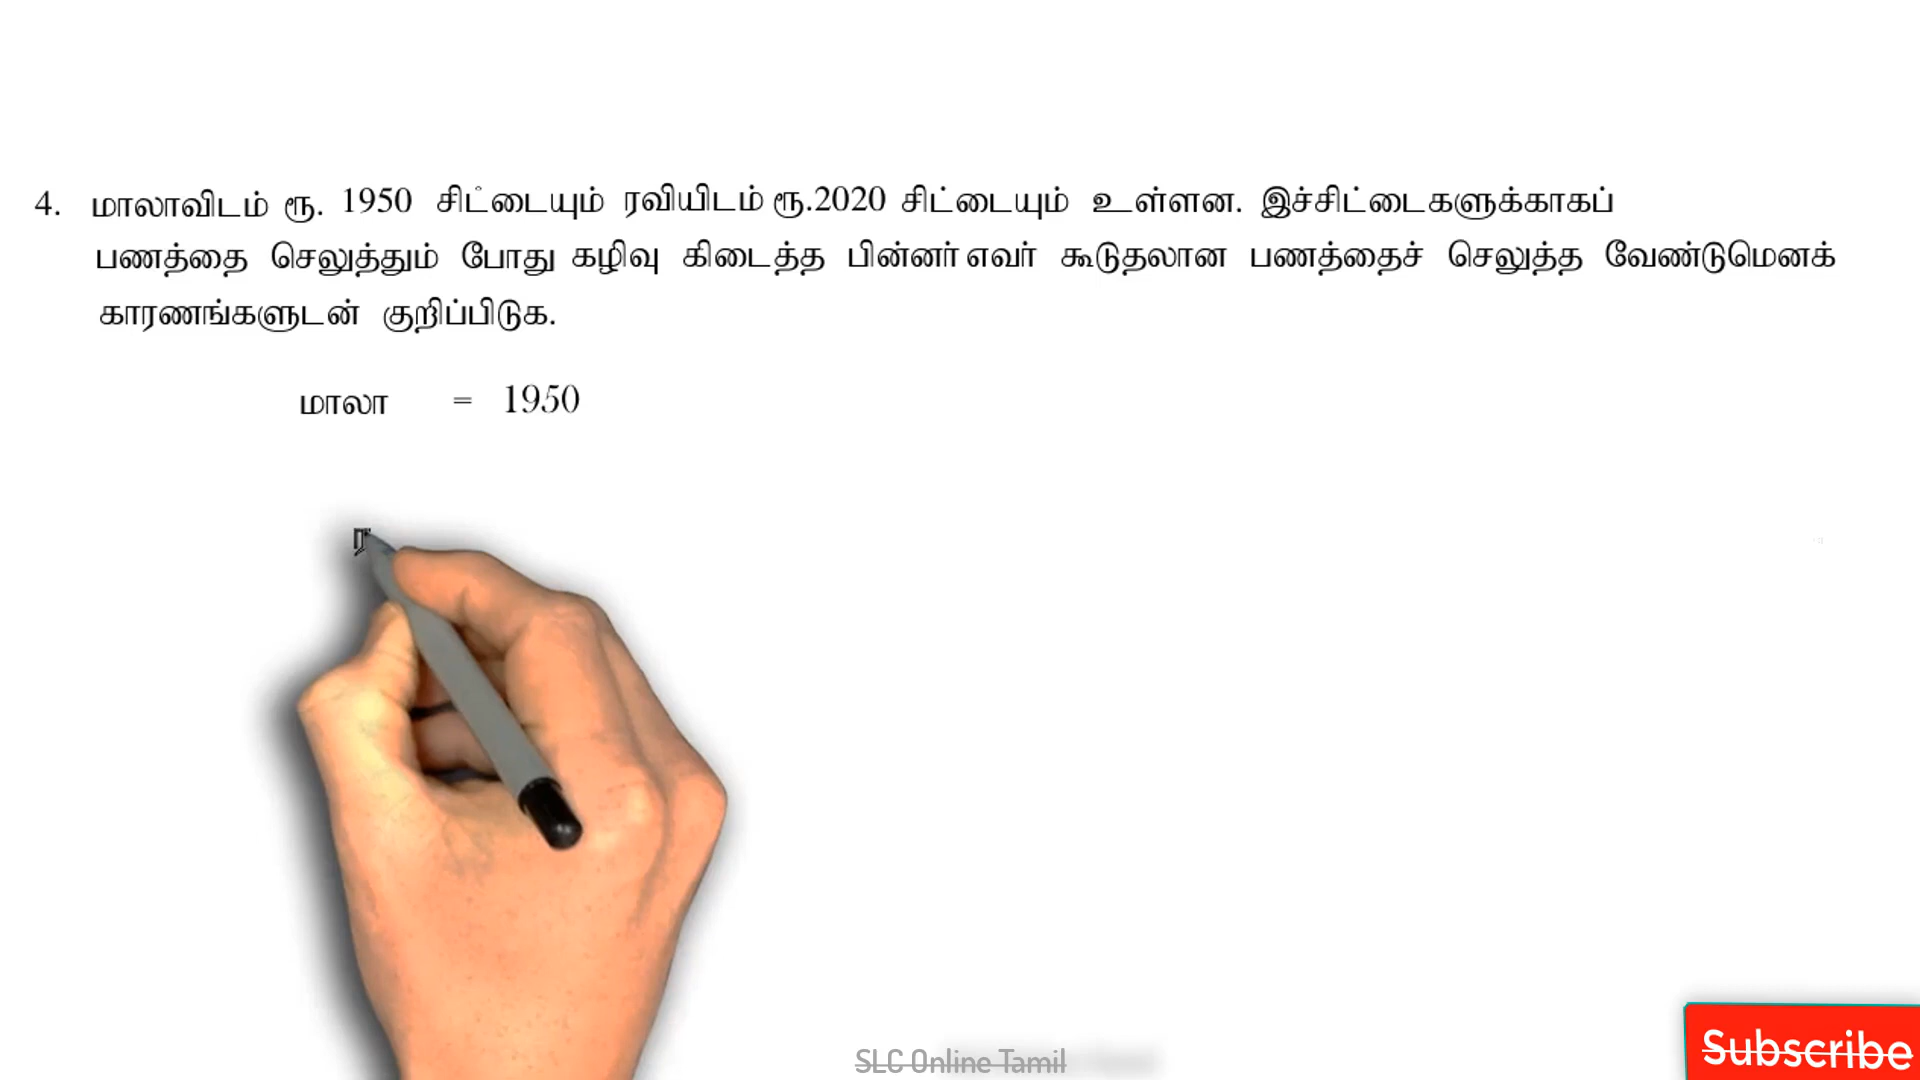 4. மாலாவிடம் ரூ. 1950 சிட்டையும் ரவியிடம் ரூ.2020 சிட்டையும் உள்ளன. இச்சிட்டைகளுக்காகப்
பணத்தை செலுத்தும் போது கழிவு கிடைத்த பின்னர் எவர் கூடுதலான பணத்தைச் செலுத்த வேண்டுமெனக்
காரணங்களுடன் குறிப்பிடுக.
மாலா = 1950
ர
SLC Online Tamil
Subscribe